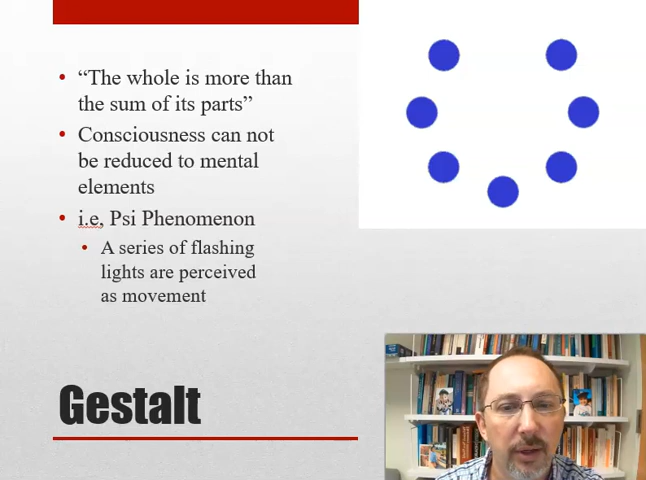 “The whole is more than
the sum of its parts”
Consciousness can not
be reduced to mental
elements
i.e, Psi Phenomenon
A series of flashing
lights are perceived
as movement
Gestalt